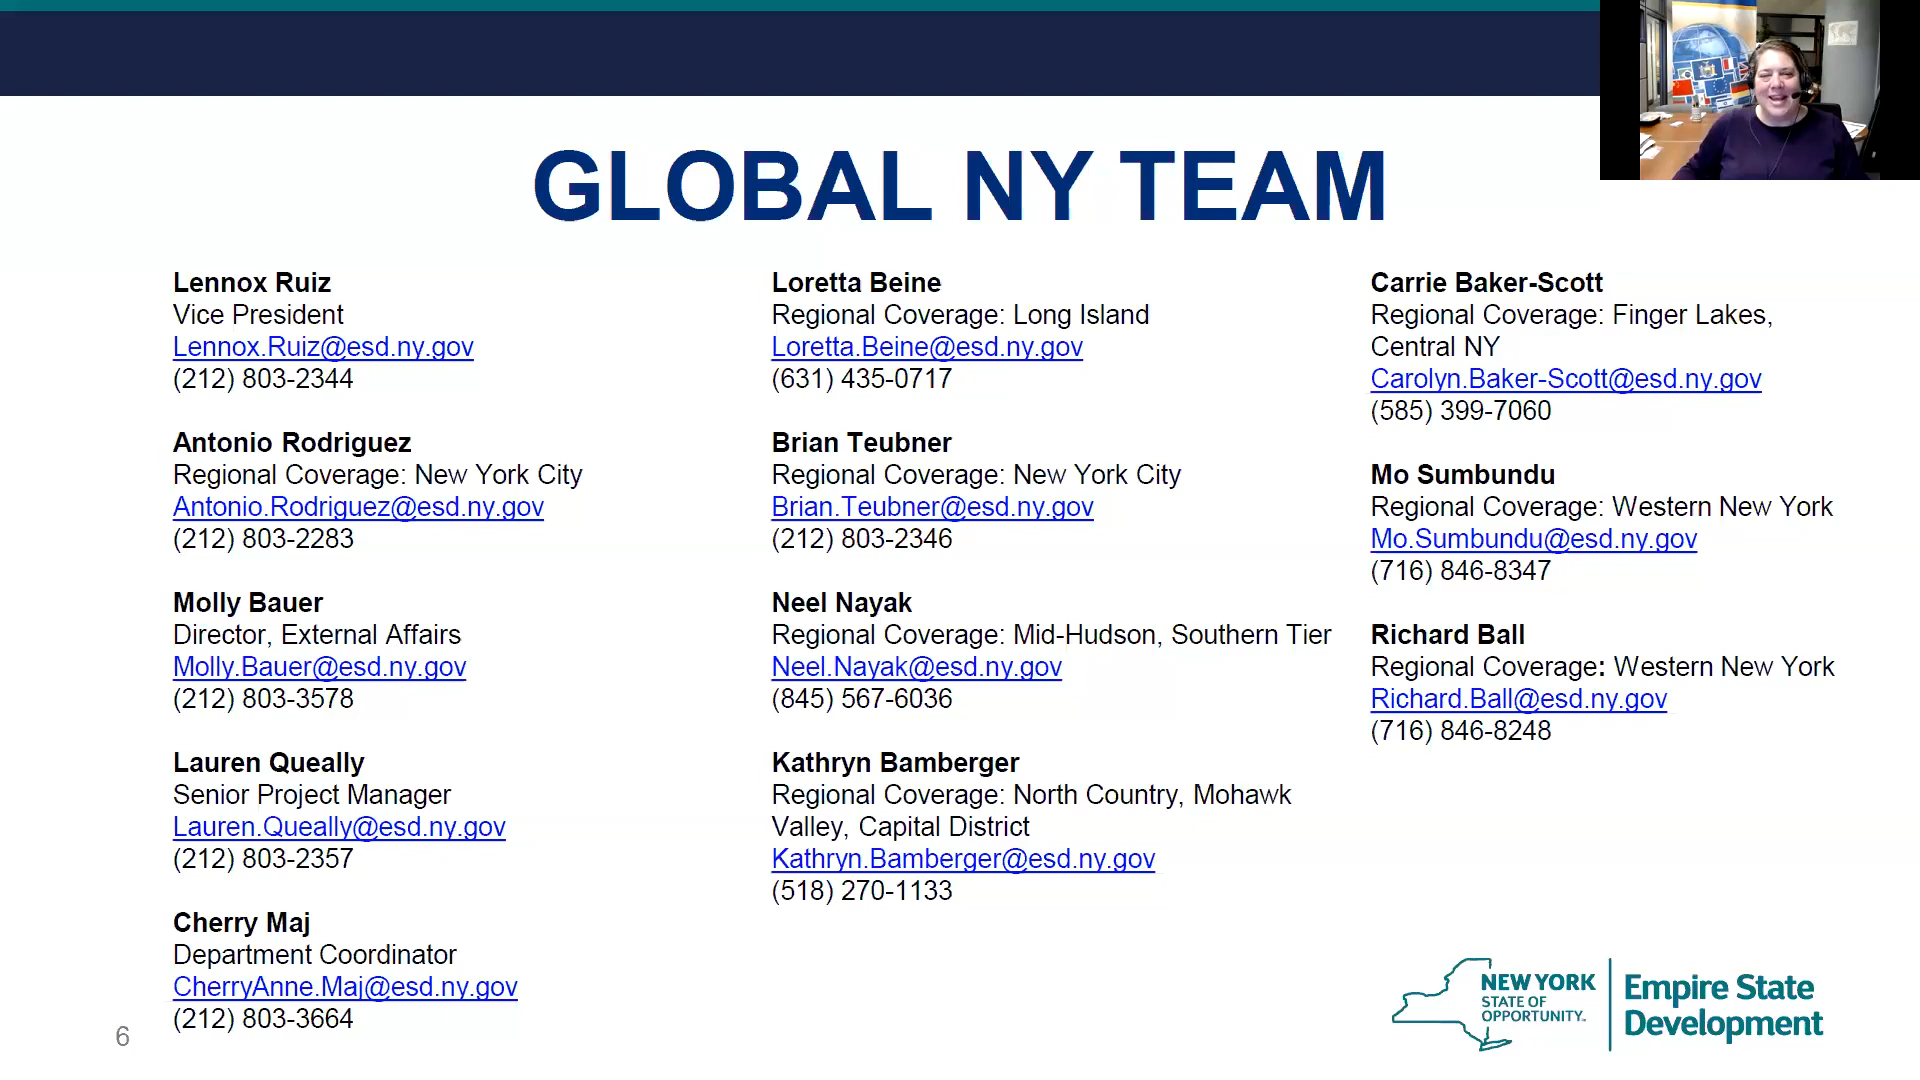 GLOBAL NY TEAM
Lennox Ruiz
Vice President
Lennox.Ruiz@esd.ny.gov
(212) 803-2344
Antonio Rodriguez
Regional Coverage: New York City
Antonio.Rodriguez@esd.ny.gov
(212) 803-2283
Molly Bauer
Director, External Affairs
Molly.Bauer@esd.ny.gov
(212) 803-3578
Lauren Queally
Senior Project Manager
Lauren.Queally@esd.ny.gov
(212) 803-2357
Cherry Maj
Department Coordinator
CherryAnne.Maj@esd.ny.gov
(212) 803-3664
Loretta Beine
Regional Coverage: Long Island
Loretta.Beine@esd.ny.gov
(631) 435-0717
Brian Teubner
Regional Coverage: New York City
Brian.Teubner@esd.ny.gov
(212) 803-2346
Neel Nayak
Regional Coverage: Mid-Hudson, Southern Tier
Neel.Nayak@esd.ny.gov
(845) 567-6036
Kathryn Bamberger
Regional Coverage: North Country, Mohawk
Valley, Capital District
Kathryn.Bamberger@esd.ny.gov
(518) 270-1133
Carrie Baker-Scott
Regional Coverage: Finger Lakes,
Central NY
Carolyn.Baker-Scott@esd.ny.gov
(585) 399-7060
Mo Sumbundu
Regional Coverage: Western New York
Mo.Sumbundu@esd.ny.gov
(716) 846-8347
Richard Ball
Regional Coverage: Western New York
Richard.Ball@esd.ny.gov
(716) 846-8248
6
NEW YORK
STATE OF
OPPORTUNITY™
Empire State
Development